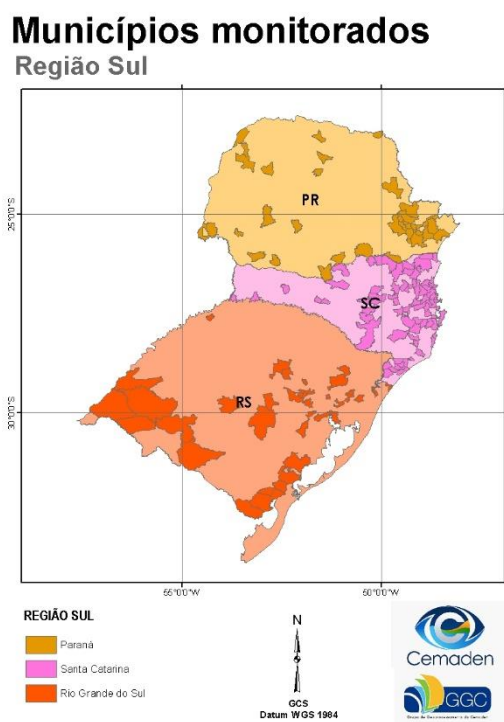 Municípios monitorados
Região Sul
PR
25°0'0"S
SC
RS
30°0'0"S
55°0'0"W
50°0'0"W
REGIÃO SUL
Paraná
Santa Catarina
Rio Grande do Sul
N
GCS
Datum WGS 1984
Cemaden
GGC